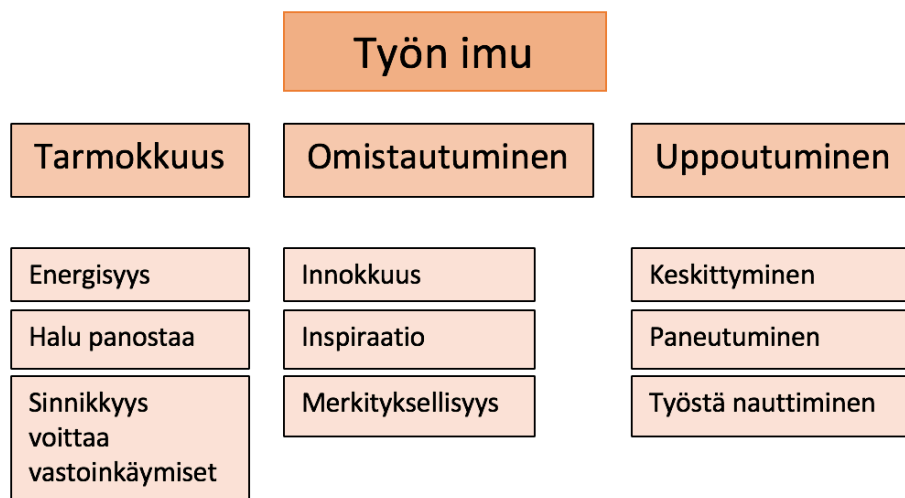 Työn imu
Tarmokkuus
Omistautuminen
Uppoutuminen
Energisyys
Halu panostaa
Sinnikkyys
voittaa
vastoinkäymiset
Innokkuus
Inspiraatio
Merkityksellisyys
Keskittyminen
Paneutuminen
Työstä nauttiminen